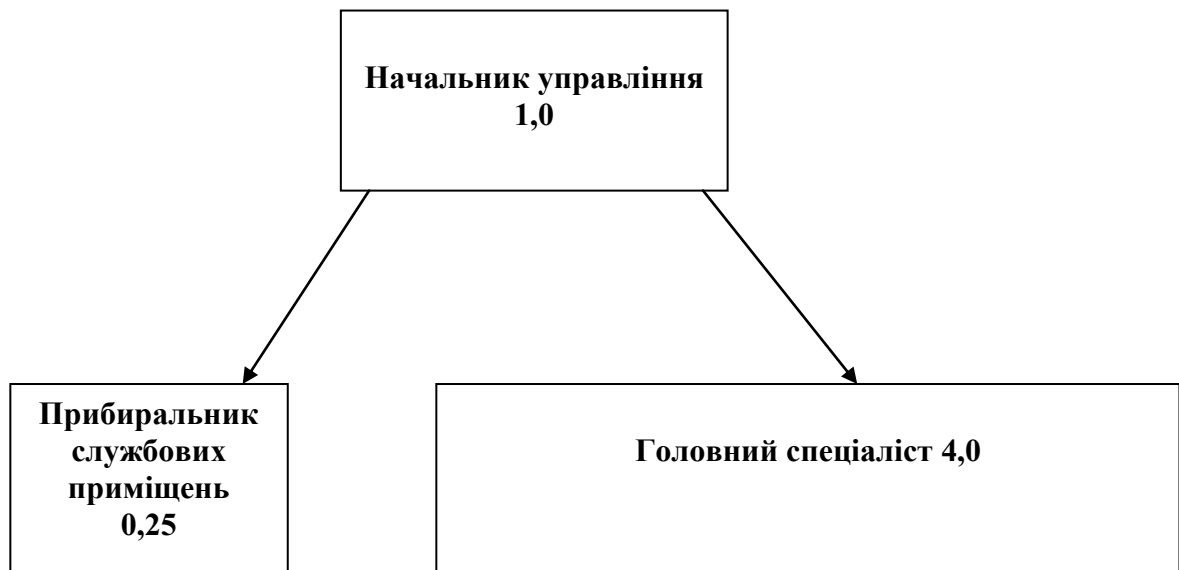 Начальник управління
1,0
Прибиральник
службових
приміщень
0,25
Головний спеціаліст 4,0